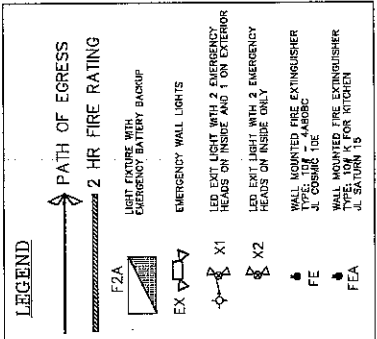 LEGEND
PATH OF EGRESS
2 HR FIRE RATING
F2A
LIGHT FIXTURE WITH
EMERGENCY BATTERY BACKUP
EX
EMERGENCY WALL LIGHTS
X1
LED EXIT LIGHT WITH 2 EMERGENCY
HEADS ON INSIDE AND 1 ON EXTERIOR
X2
LED EXIT LIGHT WITH 2 EMERGENCY
HEADS ON INSIDE ONLY
FE
WALL MOUNTED FIRE EXTINGUISHER
TYPE: 10# - 4A80BC
JL COSMIC 10E
FEA
WALL MOUNTED FIRE EXTINGUISHER
TYPE: 10# K FOR KITCHEN
JL SATURN 15